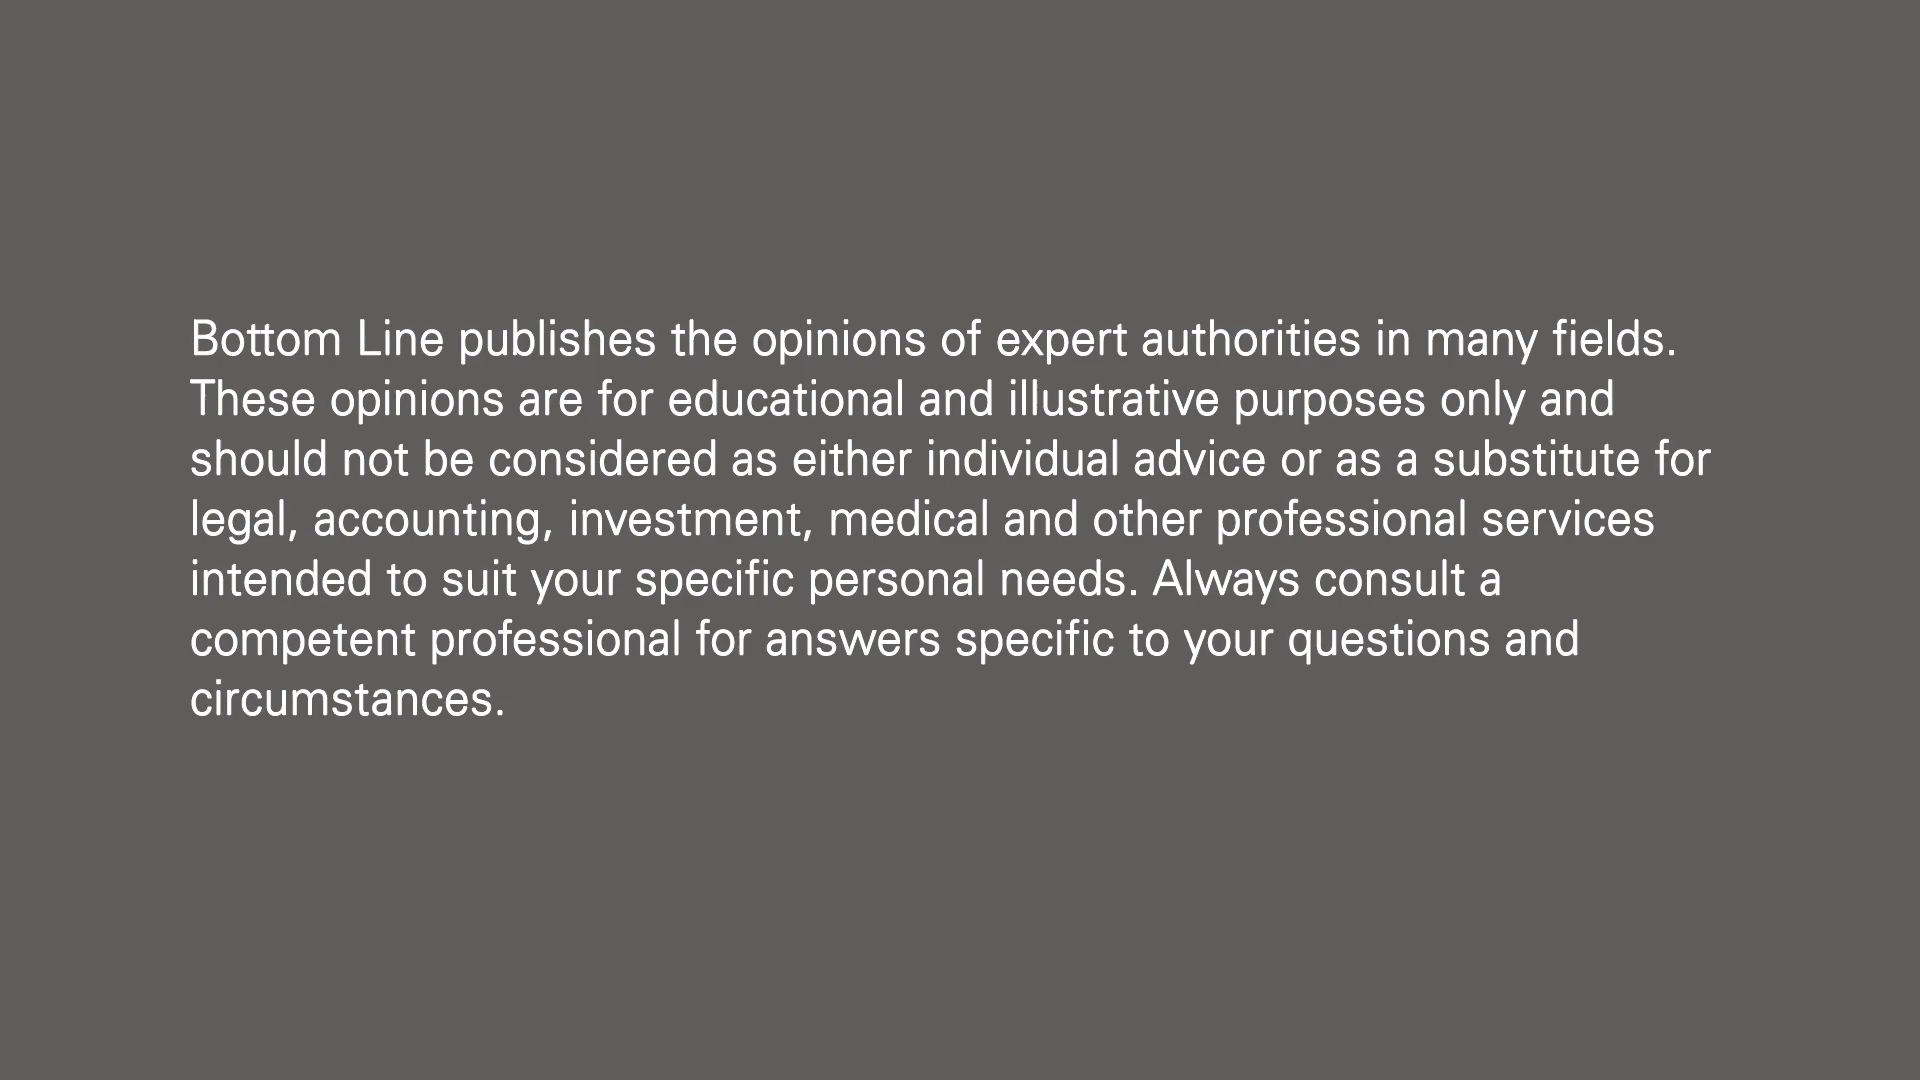 Bottom Line publishes the opinions of expert authorities in many fields.
These opinions are for educational and illustrative purposes only and
should not be considered as either individual advice or as a substitute for
legal, accounting, investment, medical and other professional services
intended to suit your specific personal needs. Always consult a
competent professional for answers specific to your questions and
circumstances.